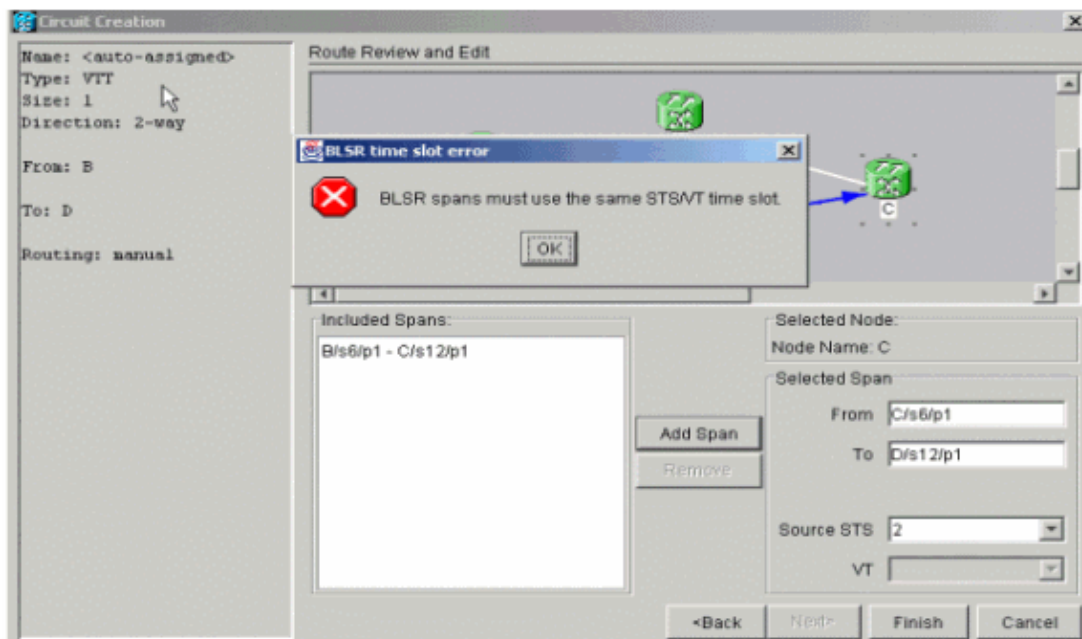 Circuit Creation
Name: <auto-assigned>
Type: VTT
Size: 1
Direction: 2-way
From: B
To: D
Routing: manual
Route Review and Edit
BLSR time slot error
BLSR spans must use the same STS/VT time slot.
OK
C
Included Spans:
B/s6/p1 - C/s12/p1
Add Span
Remove
Selected Node:
Node Name: C
Selected Span
From C/s6/p1
To D/s12/p1
Source STS 2
VT
<Back Next> Finish Cancel